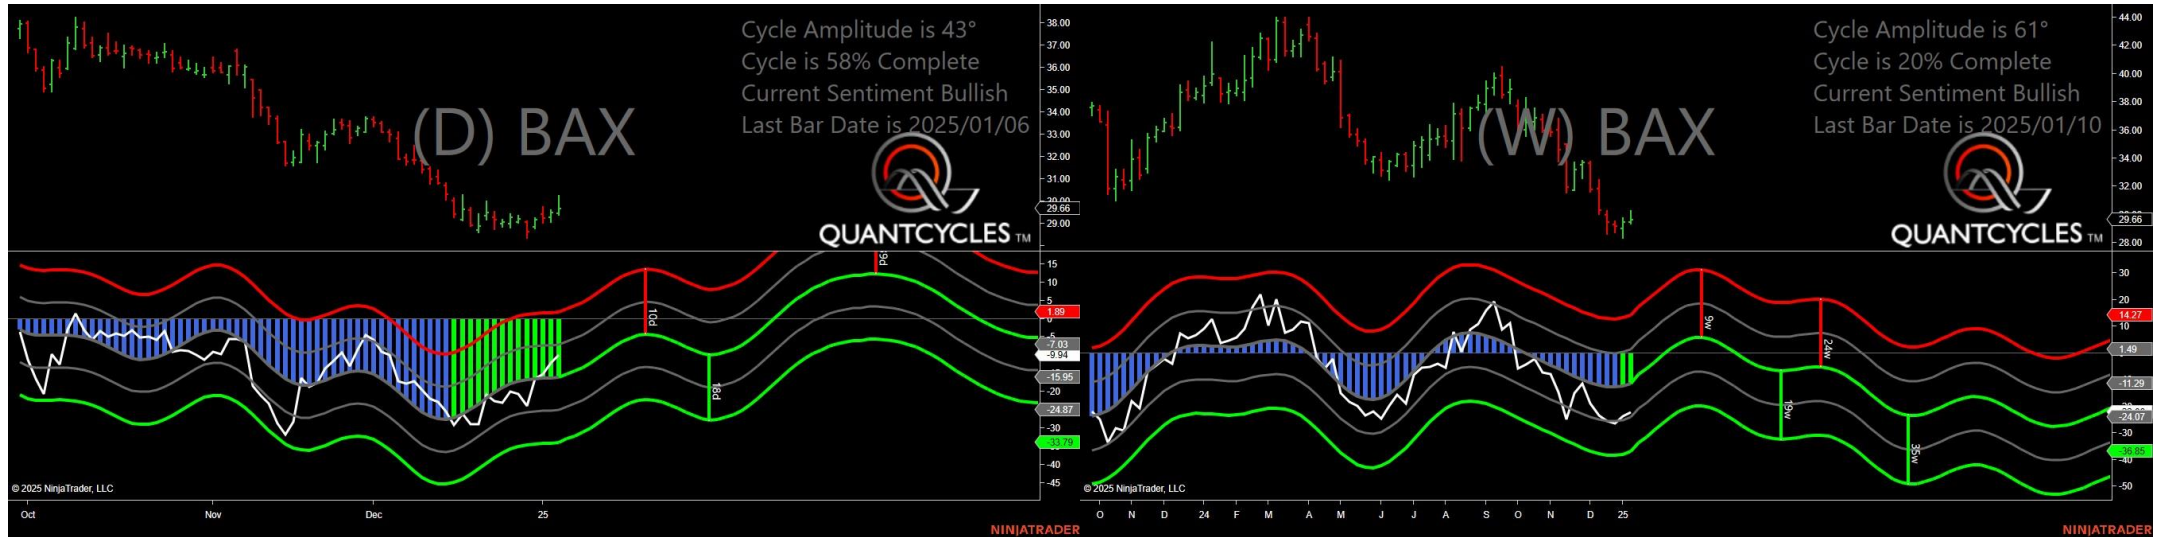 Cycle Amplitude is 43°
Cycle is 58% Complete
Current Sentiment Bullish
Last Bar Date is 2025/01/06
(D) BAX
QUANTCYCLES TM
38.00
37.00
36.00
35.00
34.00
33.00
32.00
31.00
29.66
29.00
15
10
5
1.89
-7.03
-9.94
-15.95
-20
-24.87
-30
-33.79
-40
-45
10d
18d
9d
© 2025 NinjaTrader, LLC
Oct Nov Dec 25
NINJATRADER
Cycle Amplitude is 61°
Cycle is 20% Complete
Current Sentiment Bullish
Last Bar Date is 2025/01/10
(W) BAX
QUANTCYCLES TM
44.00
42.00
40.00
38.00
36.00
34.00
32.00
29.66
28.00
30
20
14.27
10
1.49
-11.29
-24.07
-30
-36.85
-40
-50
9w
24w
19w
35w
© 2025 NinjaTrader, LLC
O N D 24 F M A M J J A S O N D 25
NINJATRADER